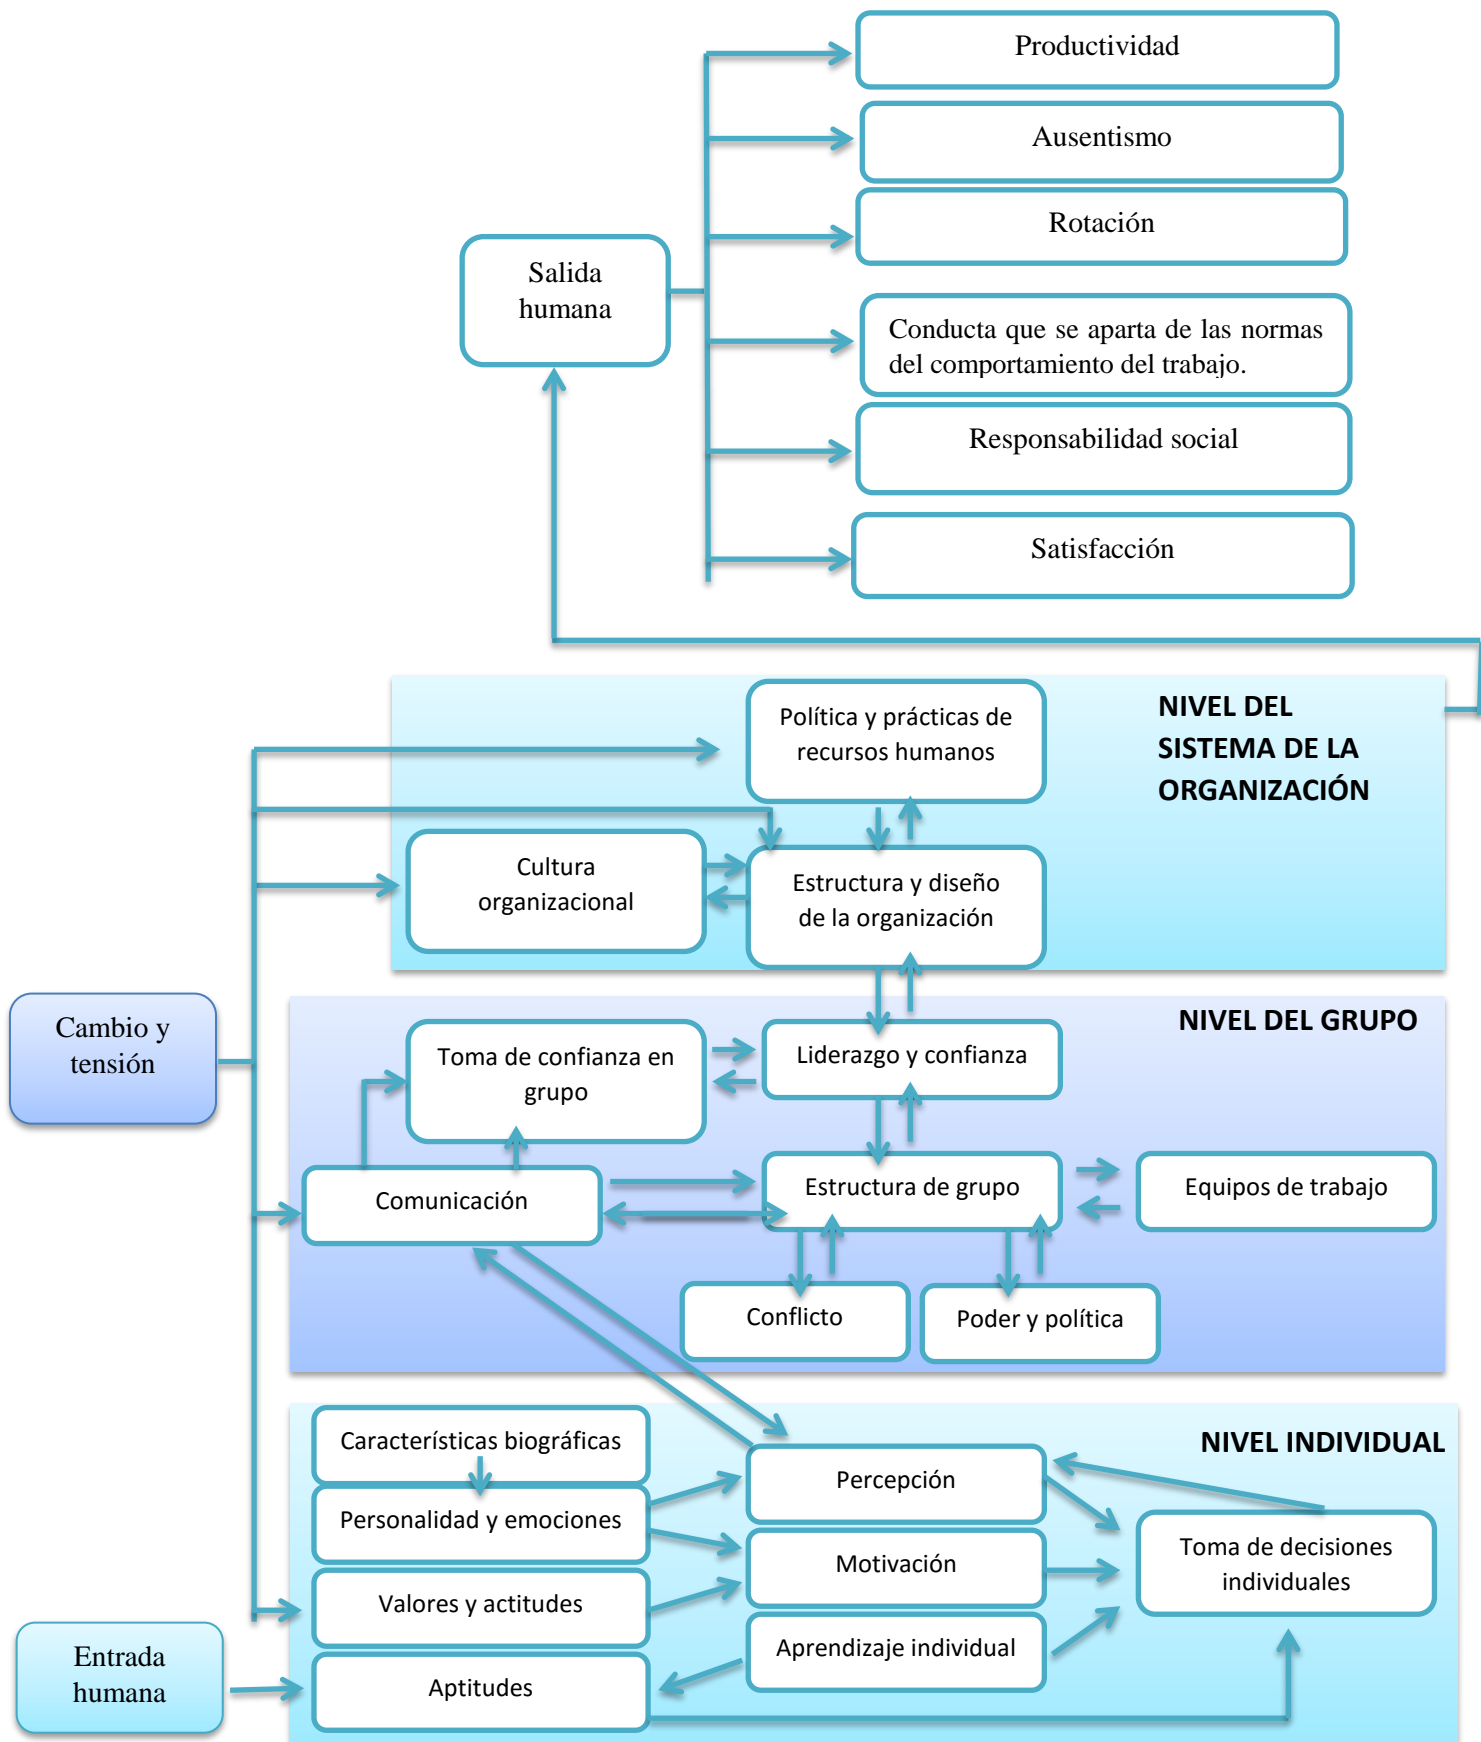 Productividad
Ausentismo
Rotación
Salida
humana
Conducta que se aparta de las normas
del comportamiento del trabajo.
Responsabilidad social
Satisfacción
NIVEL DEL
SISTEMA DE LA
ORGANIZACIÓN
Política y prácticas de
recursos humanos
Cultura
organizacional
Estructura y diseño
de la organización
Cambio y
tensión
NIVEL DEL GRUPO
Toma de confianza en
grupo
Liderazgo y confianza
Comunicación
Estructura de grupo
Equipos de trabajo
Conflicto
Poder y política
NIVEL INDIVIDUAL
Características biográficas
Personalidad y emociones
Valores y actitudes
Aptitudes
Percepción
Motivación
Aprendizaje individual
Toma de decisiones
individuales
Entrada
humana